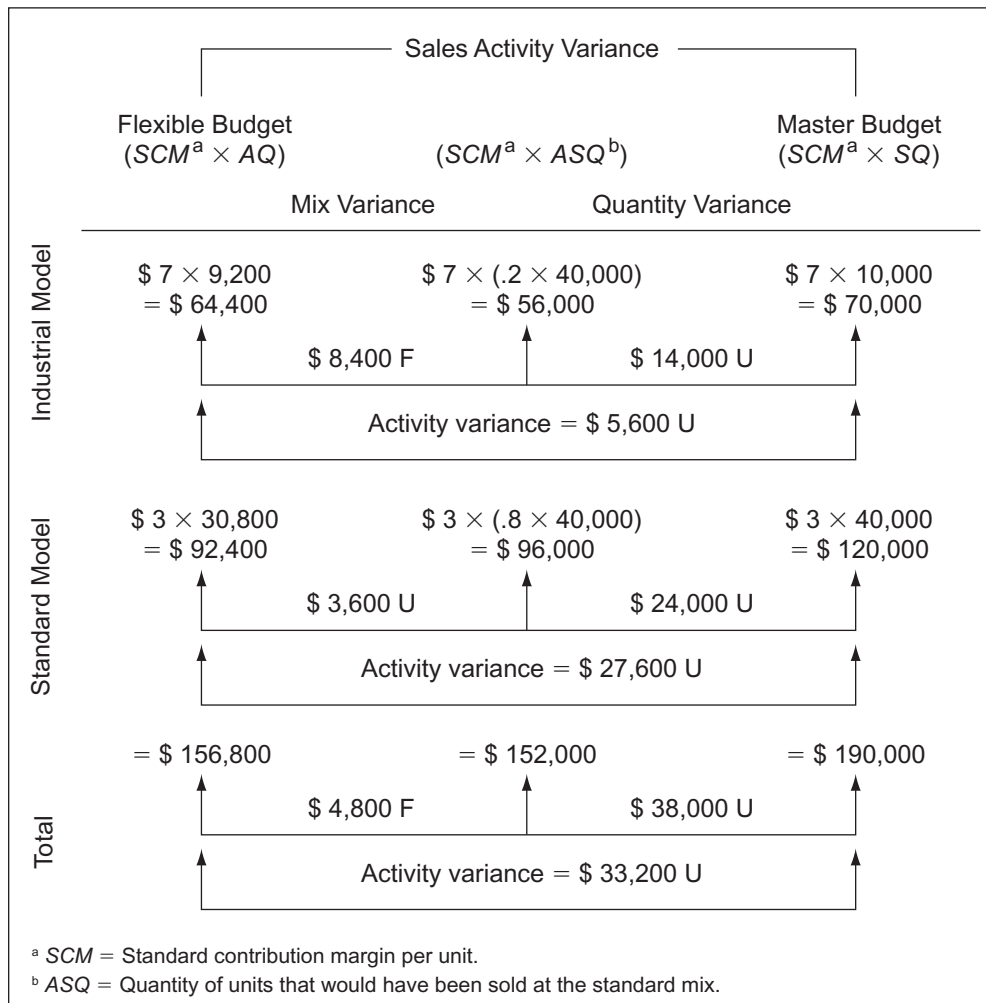 Sales Activity Variance
Flexible Budget
(SCMᵃ × AQ)
(SCMᵃ × ASQᵇ)
Master Budget
(SCMᵃ × SQ)
Mix Variance
Quantity Variance
Industrial Model
$ 7 × 9,200
= $ 64,400
$ 7 × (.2 × 40,000)
= $ 56,000
$ 7 × 10,000
= $ 70,000
$ 8,400 F
$ 14,000 U
Activity variance = $ 5,600 U
Standard Model
$ 3 × 30,800
= $ 92,400
$ 3 × (.8 × 40,000)
= $ 96,000
$ 3 × 40,000
= $ 120,000
$ 3,600 U
$ 24,000 U
Activity variance = $ 27,600 U
Total
= $ 156,800
= $ 152,000
= $ 190,000
$ 4,800 F
$ 38,000 U
Activity variance = $ 33,200 U
ᵃ SCM = Standard contribution margin per unit.
ᵇ ASQ = Quantity of units that would have been sold at the standard mix.